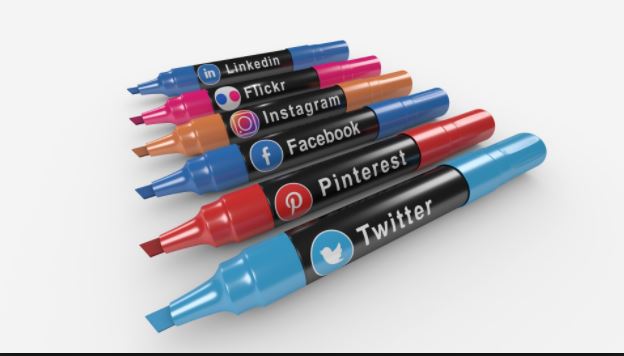 Linkedin
Flickr
Instagram
Facebook
Pinterest
Twitter